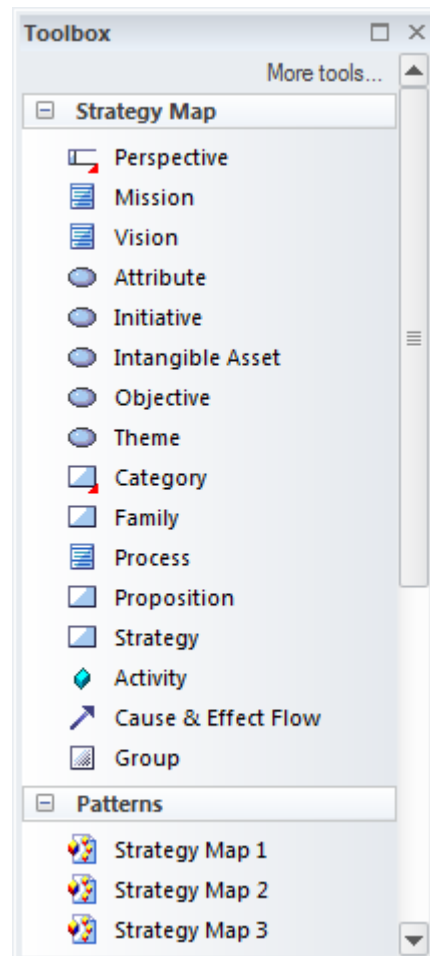 Toolbox
More tools...
Strategy Map
Perspective
Mission
Vision
Attribute
Initiative
Intangible Asset
Objective
Theme
Category
Family
Process
Proposition
Strategy
Activity
Cause & Effect Flow
Group
Patterns
Strategy Map 1
Strategy Map 2
Strategy Map 3